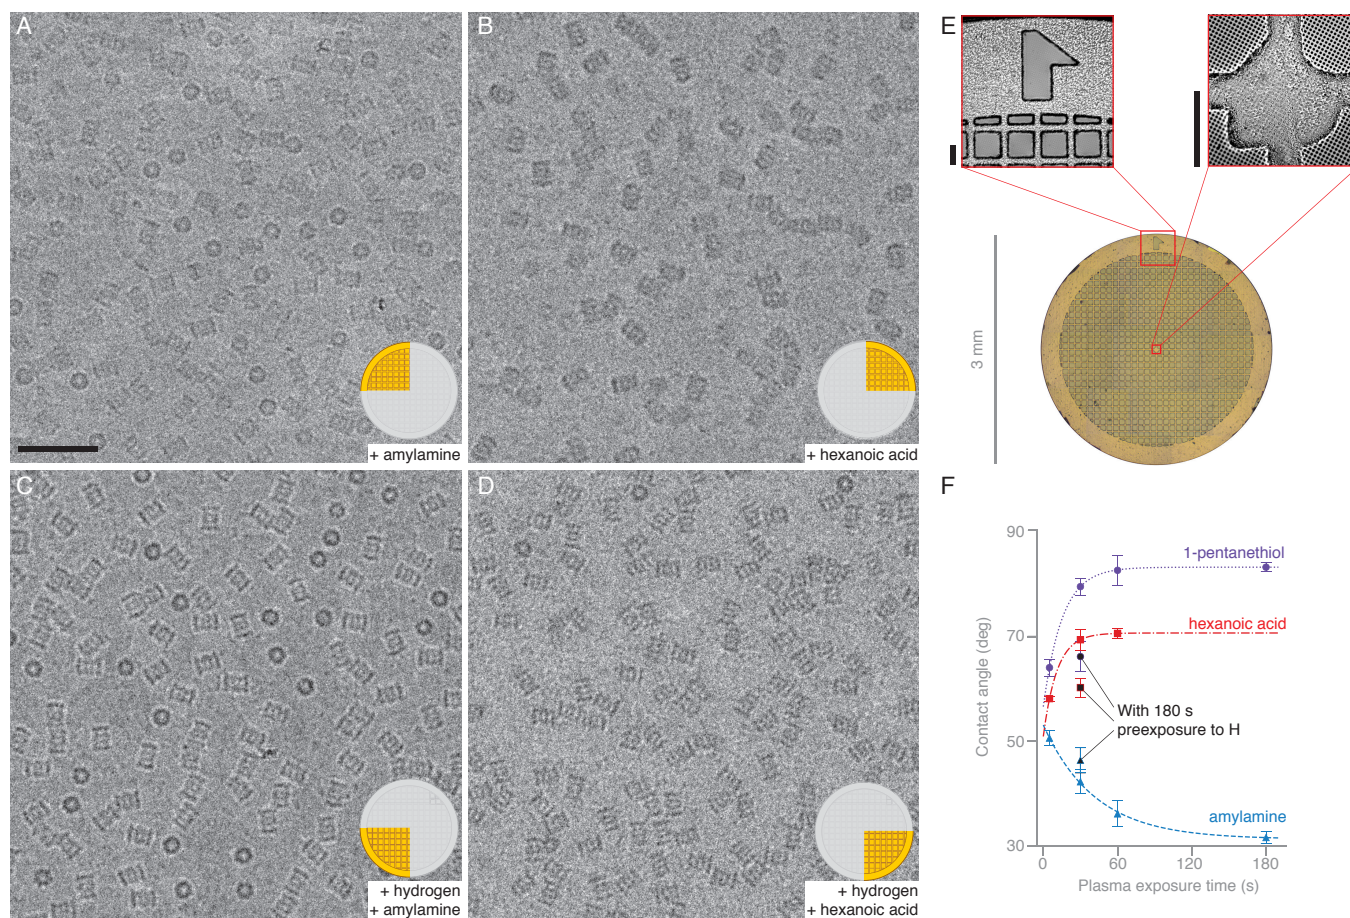 A
+ amylamine
B
+ hexanoic acid
C
+ hydrogen
+ amylamine
D
+ hydrogen
+ hexanoic acid
E
3 mm
F
90
70
50
30
Contact angle (deg)
1-pentanethiol
hexanoic acid
With 180 s
preexposure to H
amylamine
0
60
120
180
Plasma exposure time (s)